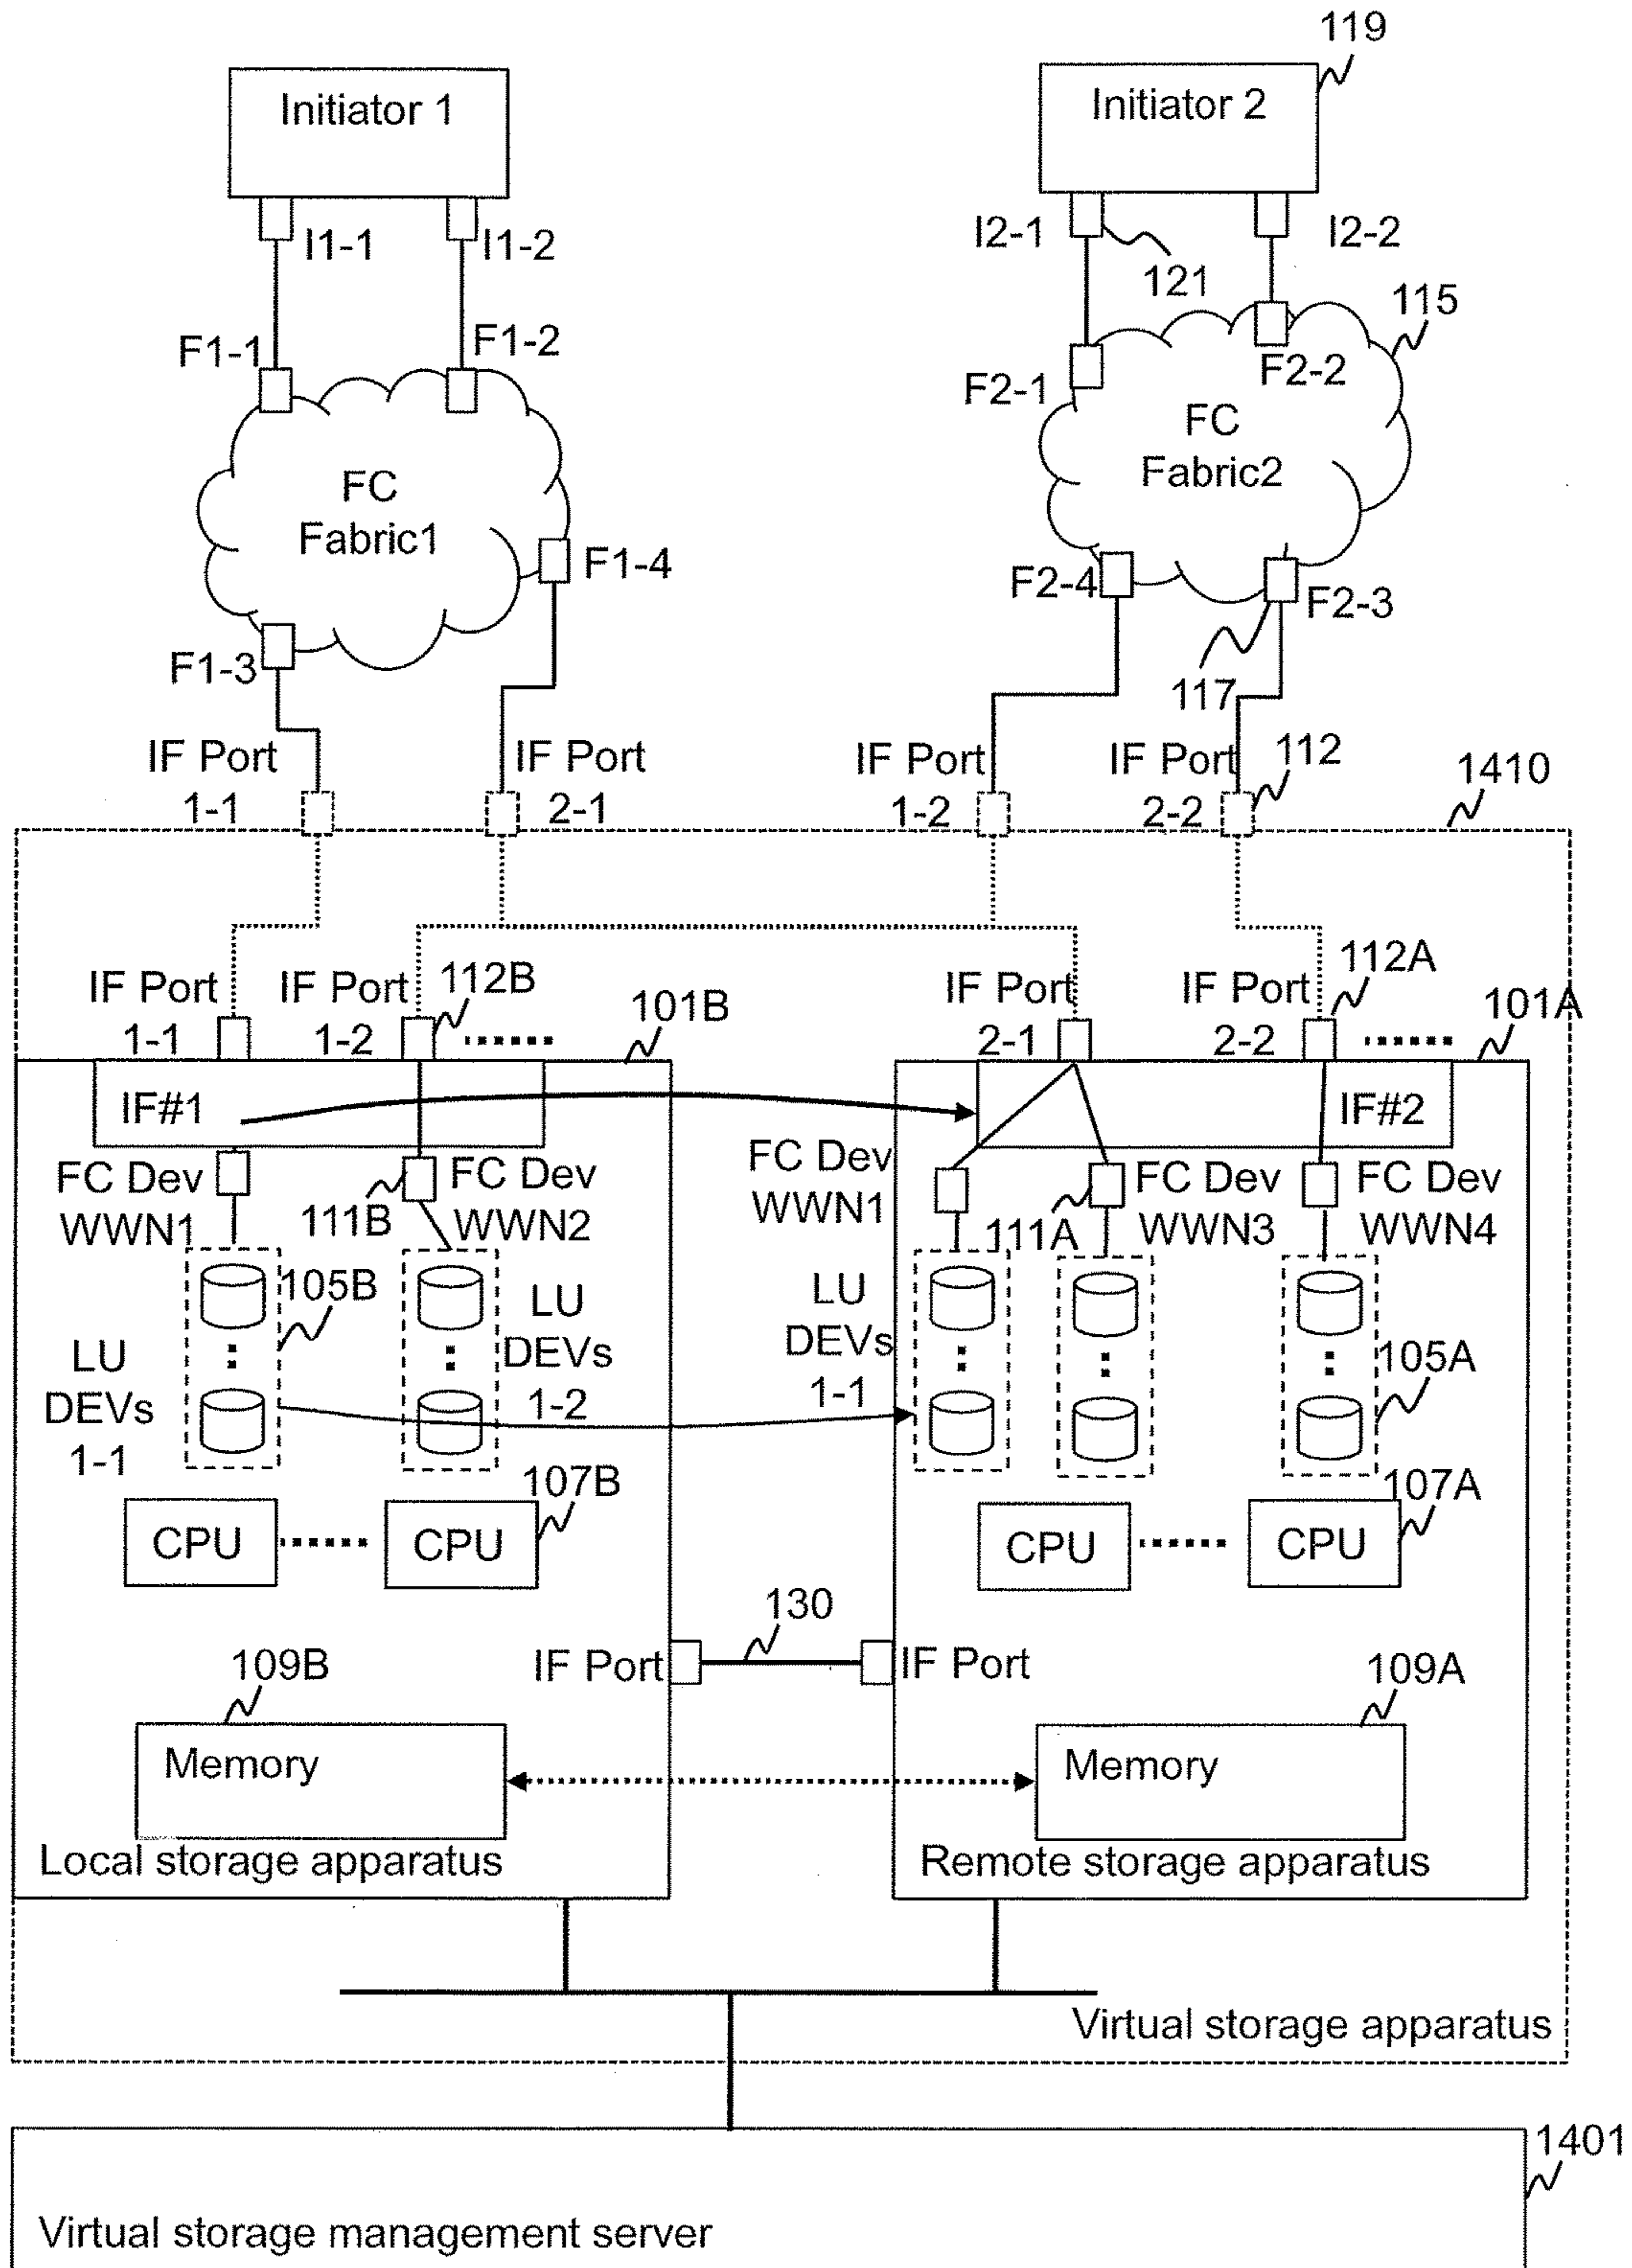 119
Initiator 1
Initiator 2
I1-1
I1-2
I2-1
I2-2
121
115
F1-1
F1-2
F2-1
F2-2
FC
Fabric1
FC
Fabric2
F1-4
F2-4
F2-3
F1-3
117
IF Port
1-1
IF Port
2-1
IF Port
1-2
IF Port
2-2
112
1410
IF Port
1-1
IF Port
1-2
112B
101B
IF Port
2-1
IF Port
2-2
112A
101A
IF#1
IF#2
FC Dev
WWN1
111B
FC Dev
WWN2
FC Dev
WWN1
111A
FC Dev
WWN3
FC Dev
WWN4
105B
LU
DEVs
1-1
LU
DEVs
1-2
LU
DEVs
1-1
105A
107B
107A
CPU
CPU
CPU
CPU
130
IF Port
IF Port
109B
109A
Memory
Memory
Local storage apparatus
Remote storage apparatus
Virtual storage apparatus
1401
Virtual storage management server